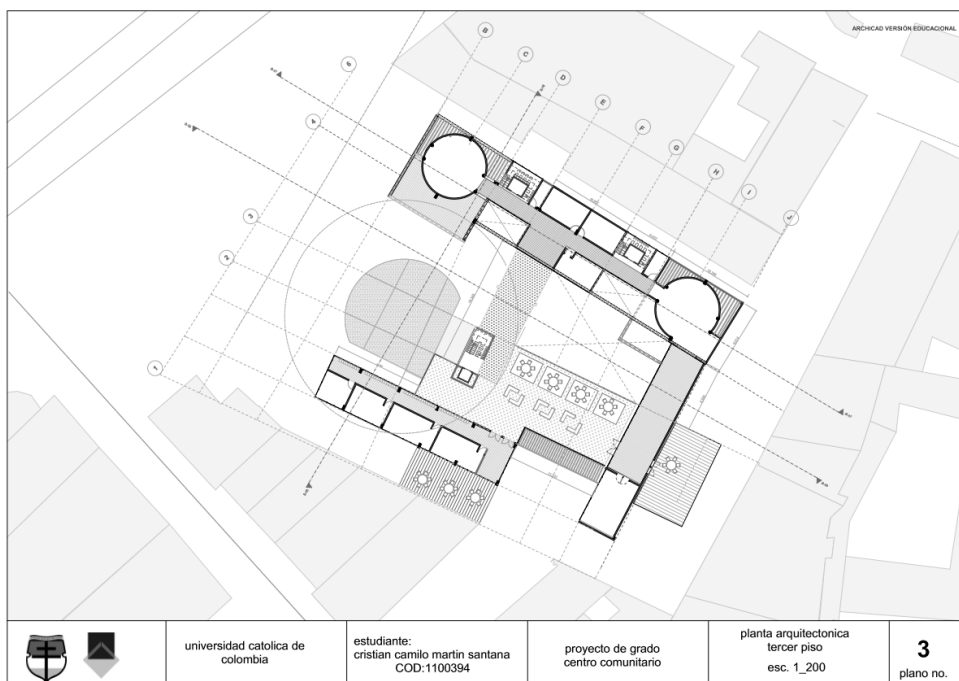 ARCHICAD VERSIÓN EDUCACIONAL
B
C
D
E
F
G
H
I
J
6
4
3
2
1
universidad catolica de
colombia
estudiante:
cristian camilo martin santana
COD:1100394
proyecto de grado
centro comunitario
planta arquitectonica
tercer piso
esc. 1_200
3
plano no.